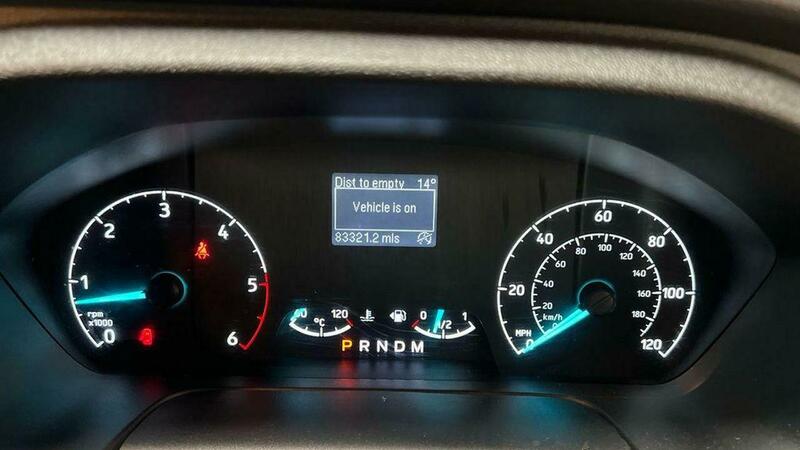 Dist to empty 14°
Vehicle is on
83321.2 mls
0 1 2 3 4 5 6
rpm
x1000
60 120
°C
0 1/2 1
P R N D M
0 20 40 60 80 100 120
MPH
0 20 40 60 80 100 120 140 160 180
km/h